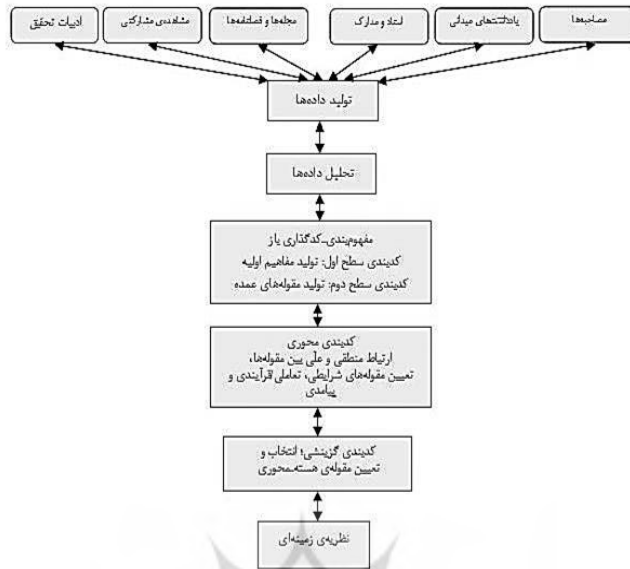 مصاحبه‌ها
یادداشت‌های میدانی
اسناد و مدارک
مجله‌ها و فصلنامه‌ها
مشاهده‌ی مشارکتی
ادبیات تحقیق
تولید داده‌ها
تحلیل داده‌ها
مفهوم‌بندی-کدگذاری باز
کدبندی سطح اول: تولید مفاهیم اولیه
کدبندی سطح دوم: تولید مقوله‌های عمده
کدبندی محوری
ارتباط منطقی و علّی بین مقوله‌ها،
تعیین مقوله‌های شرایطی، تعاملی/فرآیندی و
پیامدی
کدبندی گزینشی؛ انتخاب و
تعیین مقوله‌ی هسته-محوری
نظریه‌ی زمینه‌ای